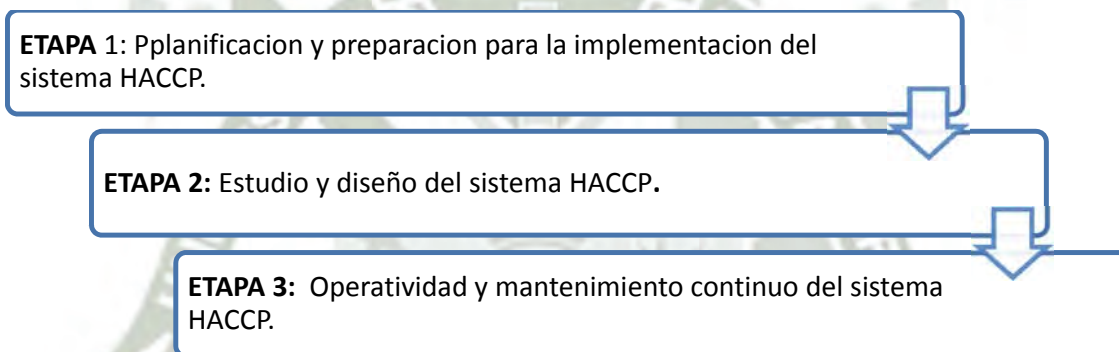 ETAPA 1: Pplanificacion y preparacion para la implementacion del
sistema HACCP.
ETAPA 2: Estudio y diseño del sistema HACCP.
ETAPA 3: Operatividad y mantenimiento continuo del sistema
HACCP.